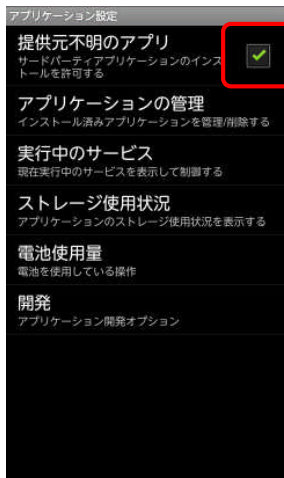 アプリケーション設定
提供元不明のアプリ
サードパーティアプリケーションのインス
トールを許可する
アプリケーションの管理
インストール済みアプリケーションを管理/削除する
実行中のサービス
現在実行中のサービスを表示して制御する
ストレージ使用状況
アプリケーションのストレージ使用状況を表示する
電池使用量
電池を使用している操作
開発
アプリケーション開発オプション